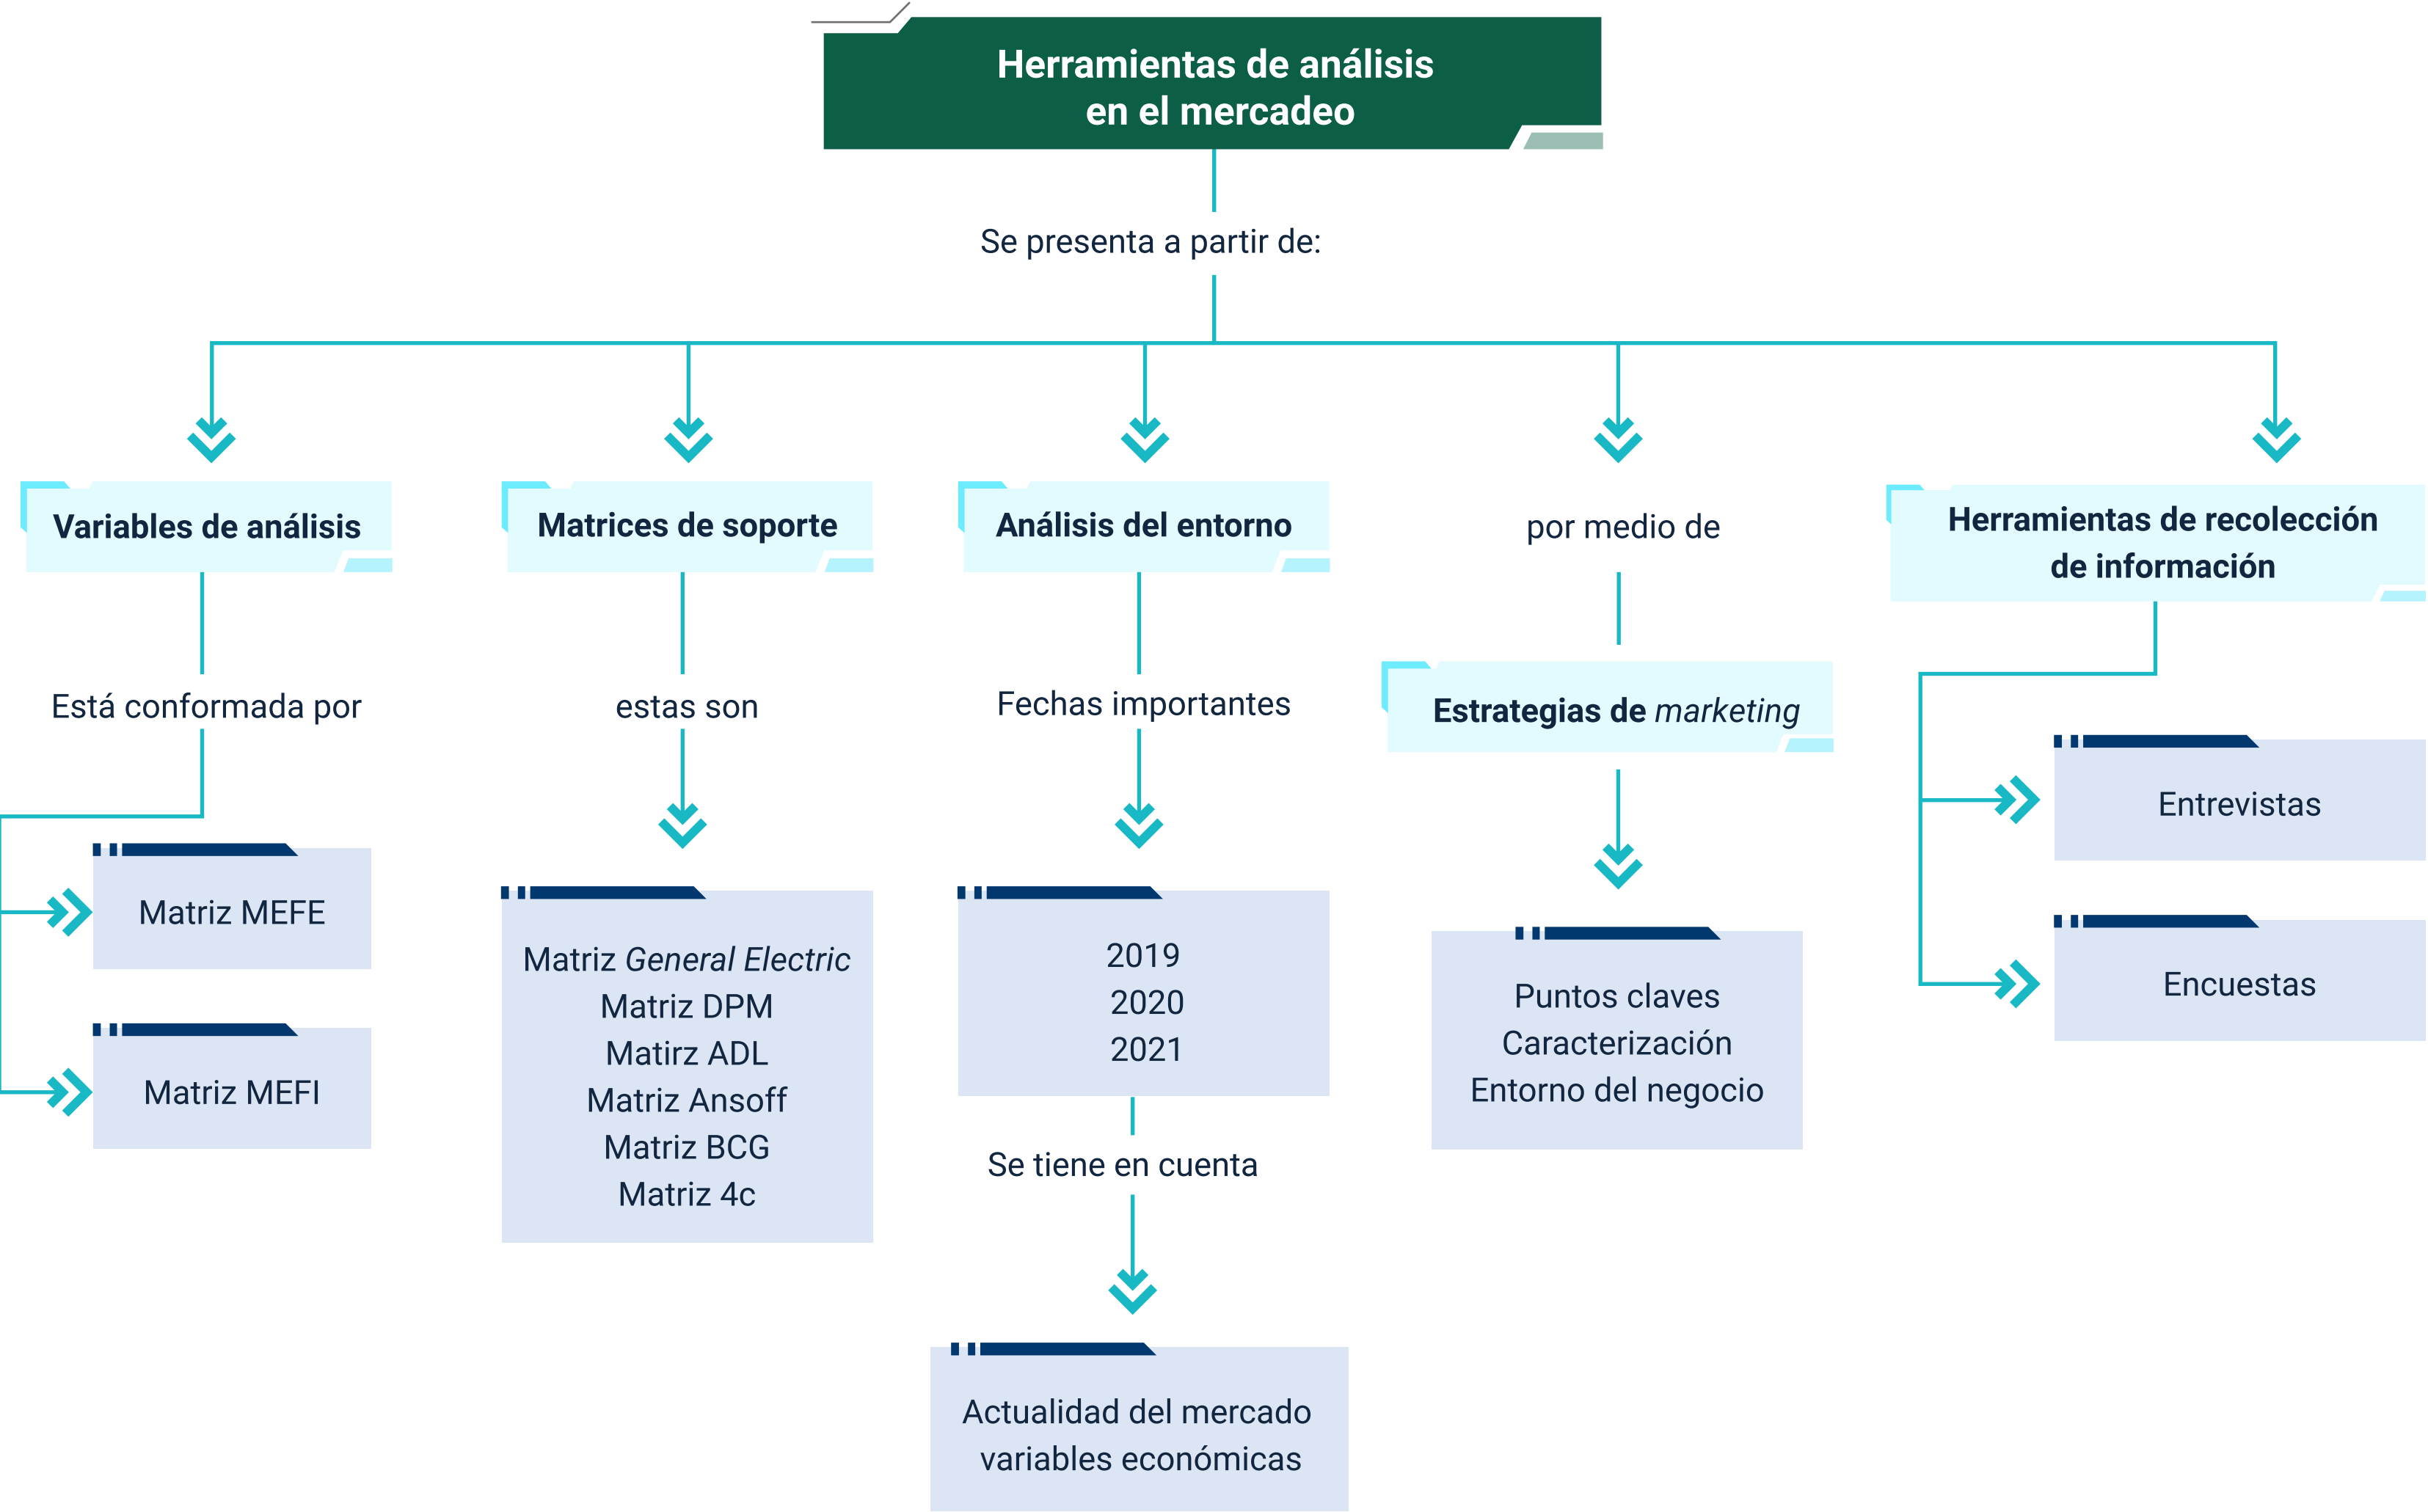 Herramientas de análisis
en el mercadeo
Se presenta a partir de:
Variables de análisis
Está conformada por
Matriz MEFE
Matriz MEFI
Matrices de soporte
estas son
Matriz General Electric
Matriz DPM
Matirz ADL
Matriz Ansoff
Matriz BCG
Matriz 4c
Análisis del entorno
Fechas importantes
2019
2020
2021
Se tiene en cuenta
Actualidad del mercado
variables económicas
por medio de
Estrategias de marketing
Puntos claves
Caracterización
Entorno del negocio
Herramientas de recolección
de información
Entrevistas
Encuestas